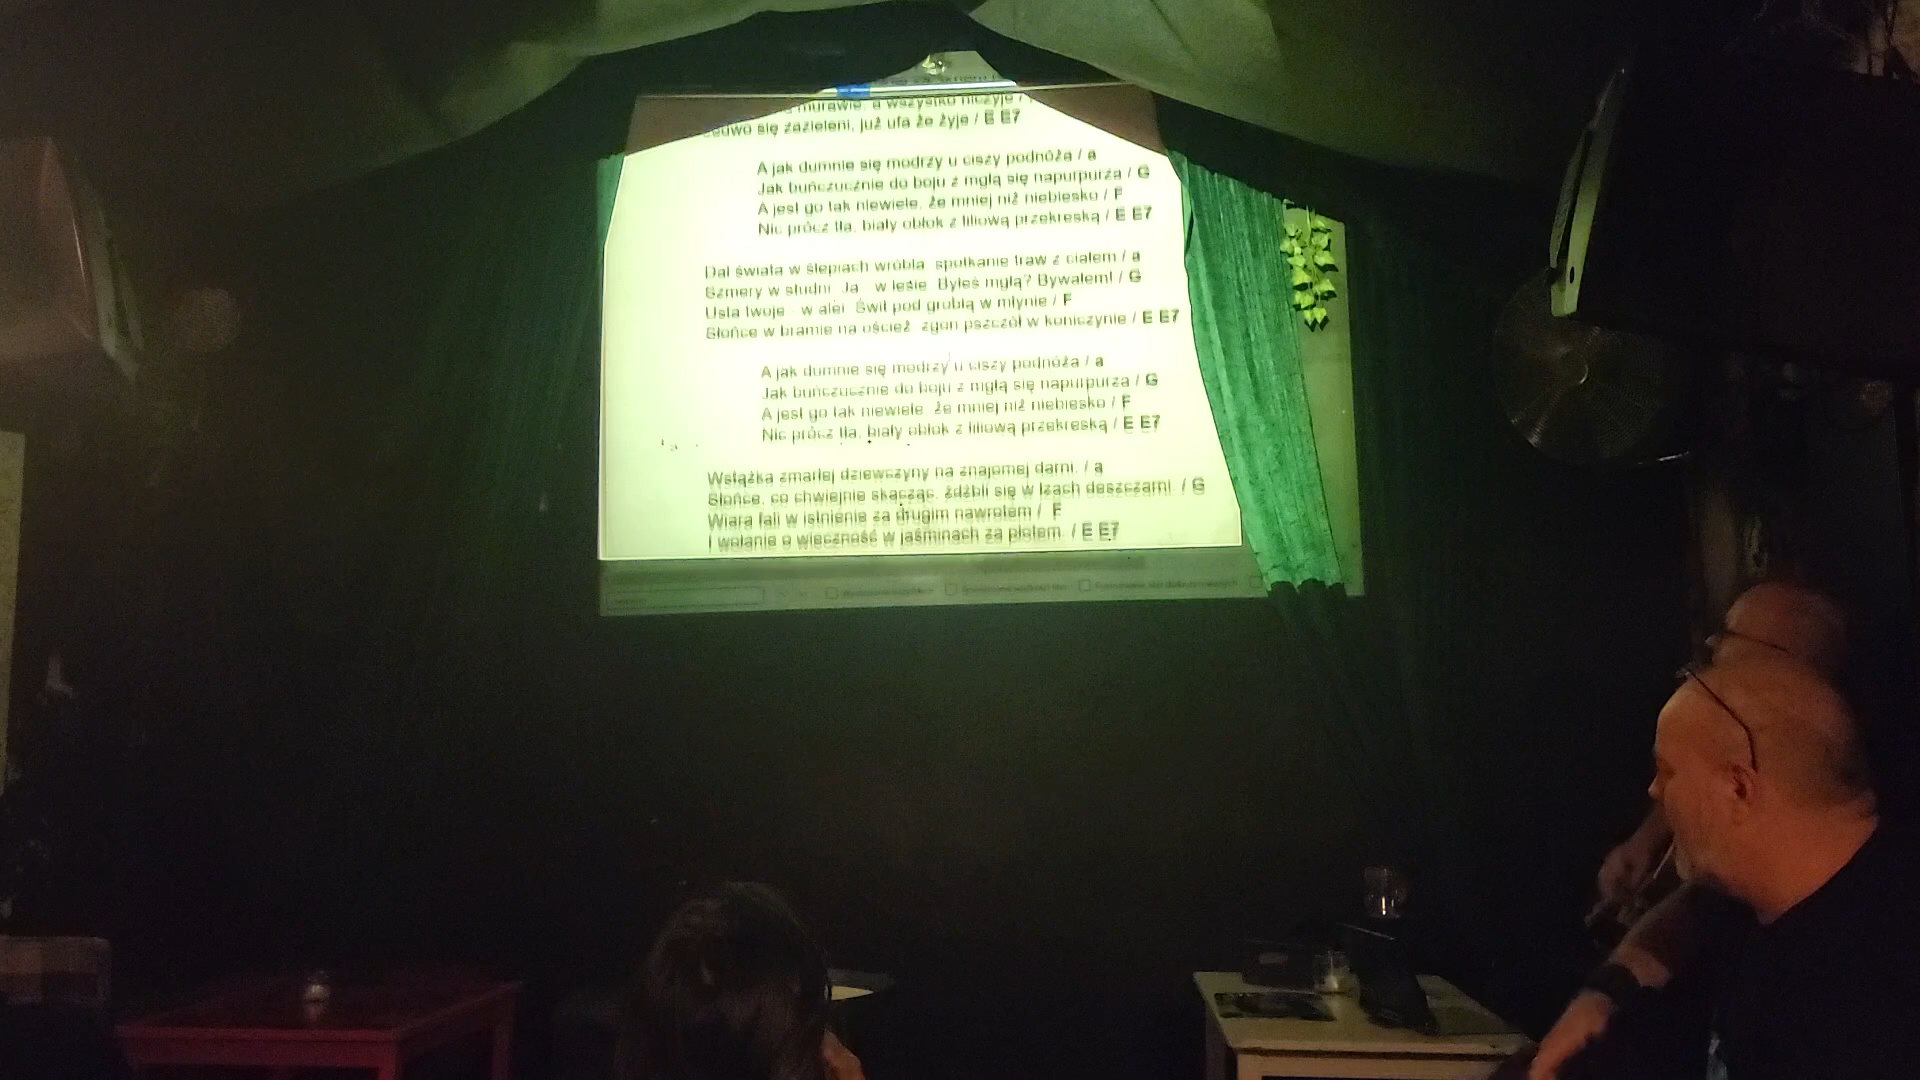 murawie, a wszystko niczyje /
się zazieleni, już ufa że żyje / E E7
A jak dumnie się modrzy u ciszy podnóża / a
Jak buńczucznie do boju z mgłą się napurpurza / G
A jest go tak niewiele, że mniej niż niebiesko / F
Nic prócz tła, biały obłok z liliową przekreską / E E7
Dal świata w ślepiach wróbla spotkanie traw z ciałem / a
Szmery w studni Ja w lesie Byłeś mgłą? Bywałem! / G
Usta twoje w alei Świt pod groblą w młynie / F
Słońce w bramie na oścież zgon pszczół w koniczynie / E E7
A jak dumnie się modrzy u ciszy podnóża / a
Jak buńczucznie do boju z mgłą się napurpurza / G
A jest go tak niewiele że mniej niż niebiesko / F
Nic prócz tła, biały obłok z liliową przekreską / E E7
Wstążka zmarłej dziewczyny na znajomej darni. / a
Słońce, co chwiejnie skacząc, źdźbli się w łzach deszczarni / G
Wiara fali w istnienie za drugim nawrotem / F
I wołanie o wieczność w jaśminach za płotem / E E7